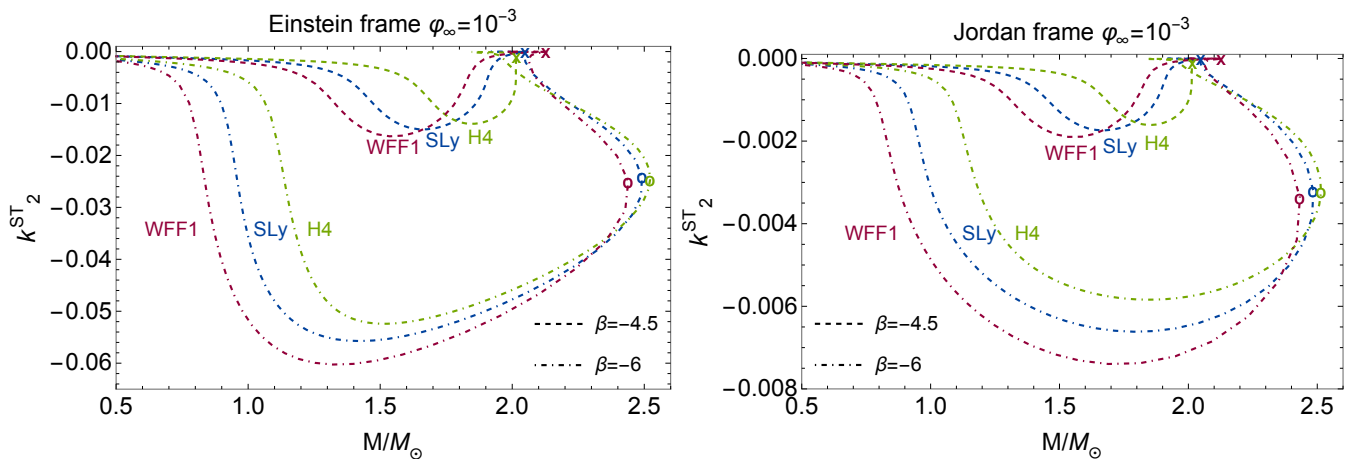 Einstein frame φ∞=10⁻³
0.00
−0.01
−0.02
−0.03
−0.04
−0.05
−0.06
kˢᵀ₂
WFF1
SLy
H4
WFF1
SLy
H4
x
x
x
o
o
o
β=−4.5
β=−6
0.5
1.0
1.5
2.0
2.5
M/M⊙
Jordan frame φ∞=10⁻³
0.000
−0.002
−0.004
−0.006
−0.008
kˢᵀ₂
WFF1
SLy
H4
WFF1
SLy
H4
x
x
x
o
o
o
β=−4.5
β=−6
0.5
1.0
1.5
2.0
2.5
M/M⊙